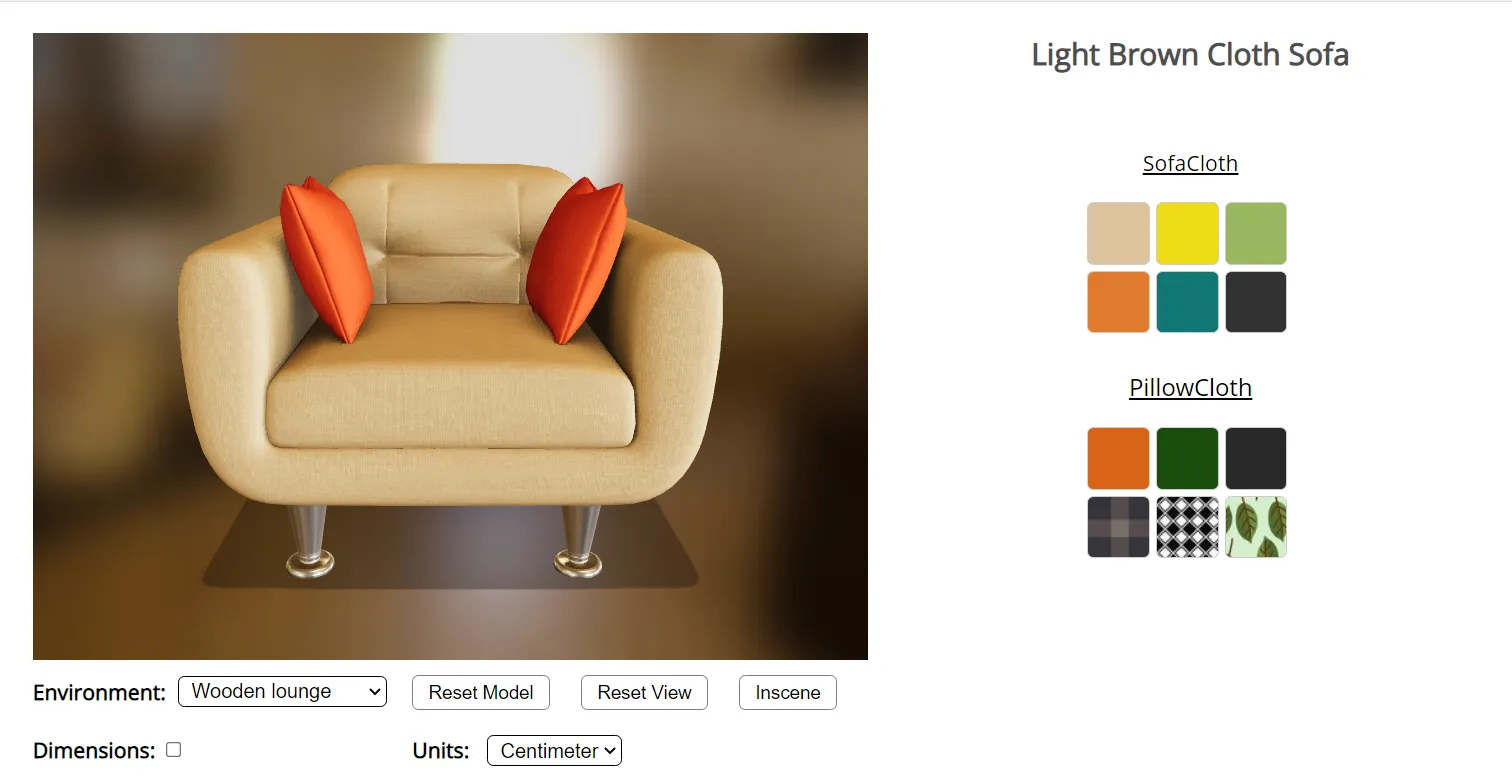 Light Brown Cloth Sofa
SofaCloth
PillowCloth
Environment: Wooden lounge Reset Model Reset View Inscene
Dimensions: Units: Centimeter